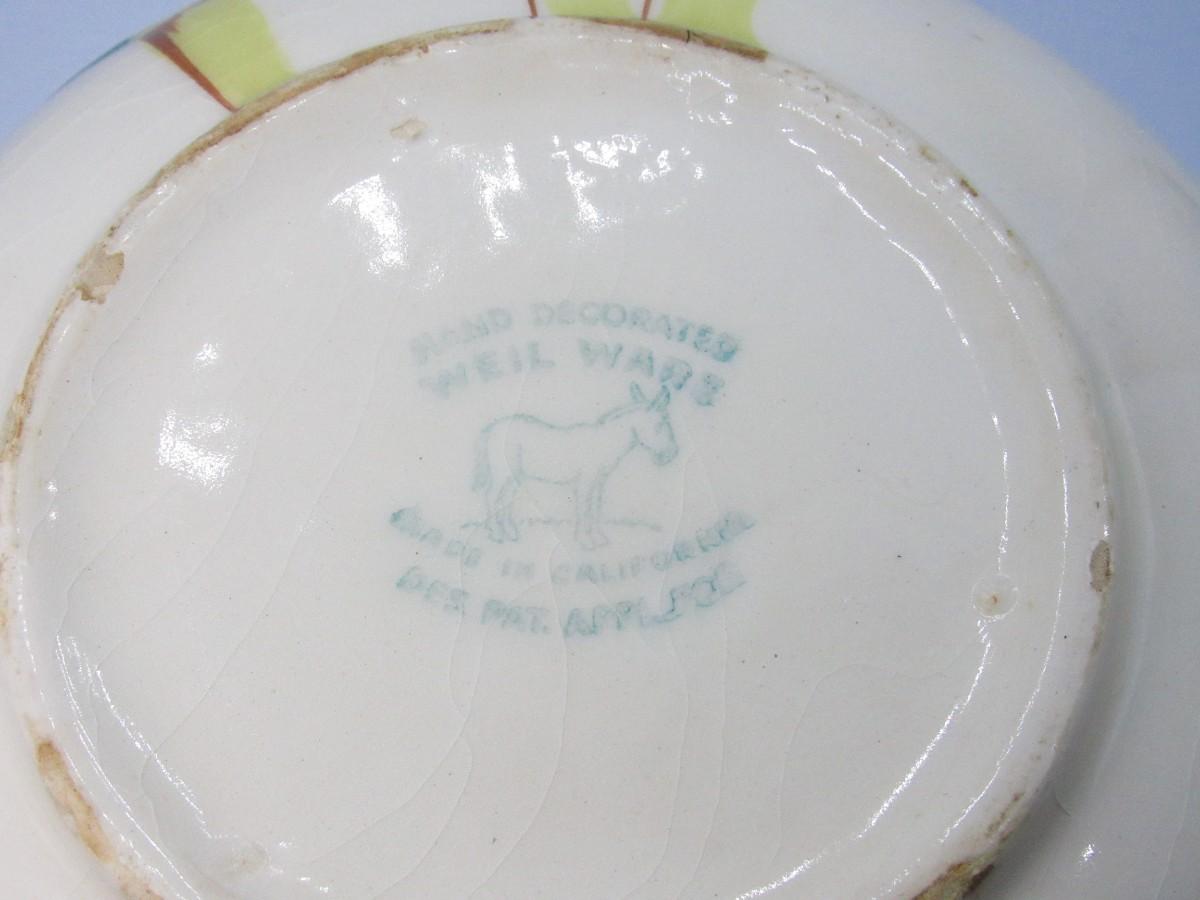 HAND DECORATED
WEIL WARE
MADE IN CALIFORNIA
DES. PAT. APPL. FOR